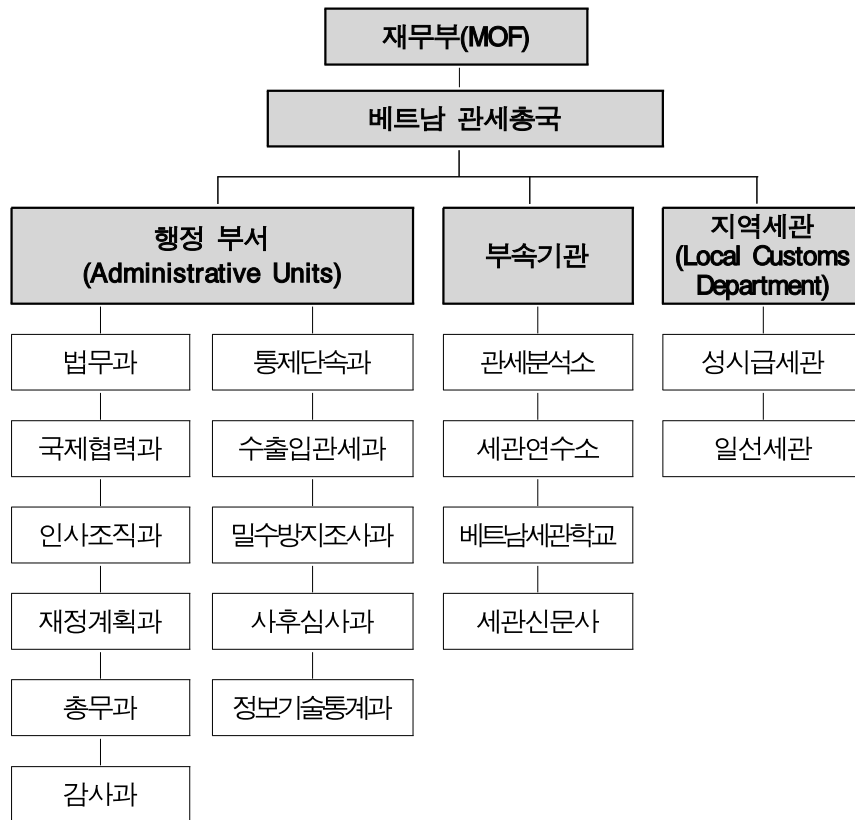 재무부(MOF)
베트남 관세총국
행정 부서
(Administrative Units)
부속기관
지역세관
(Local Customs
Department)
법무과
통제단속과
관세분석소
성시급세관
국제협력과
수출입관세과
세관연수소
일선세관
인사조직과
밀수방지조사과
베트남세관학교
재정계획과
사후심사과
세관신문사
총무과
정보기술통계과
감사과